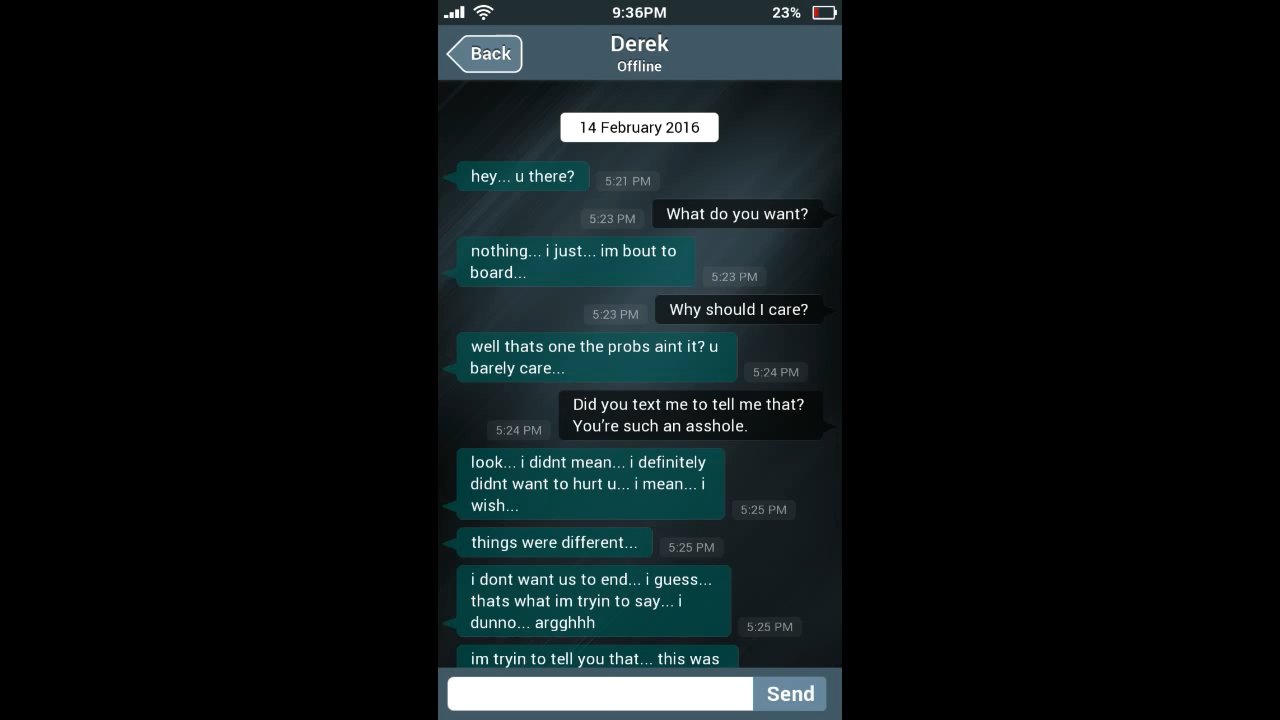 9:36PM 23%
Back
Derek
Offline
14 February 2016
hey... u there?
5:21 PM
What do you want?
5:23 PM
nothing... i just... im bout to
board...
5:23 PM
Why should I care?
5:23 PM
well thats one the probs aint it? u
barely care...
5:24 PM
Did you text me to tell me that?
You're such an asshole.
5:24 PM
look... i didnt mean... i definitely
didnt want to hurt u... i mean... i
wish...
5:25 PM
things were different...
5:25 PM
i dont want us to end... i guess...
thats what im tryin to say... i
dunno... argghhh
5:25 PM
im tryin to tell you that... this was
Send